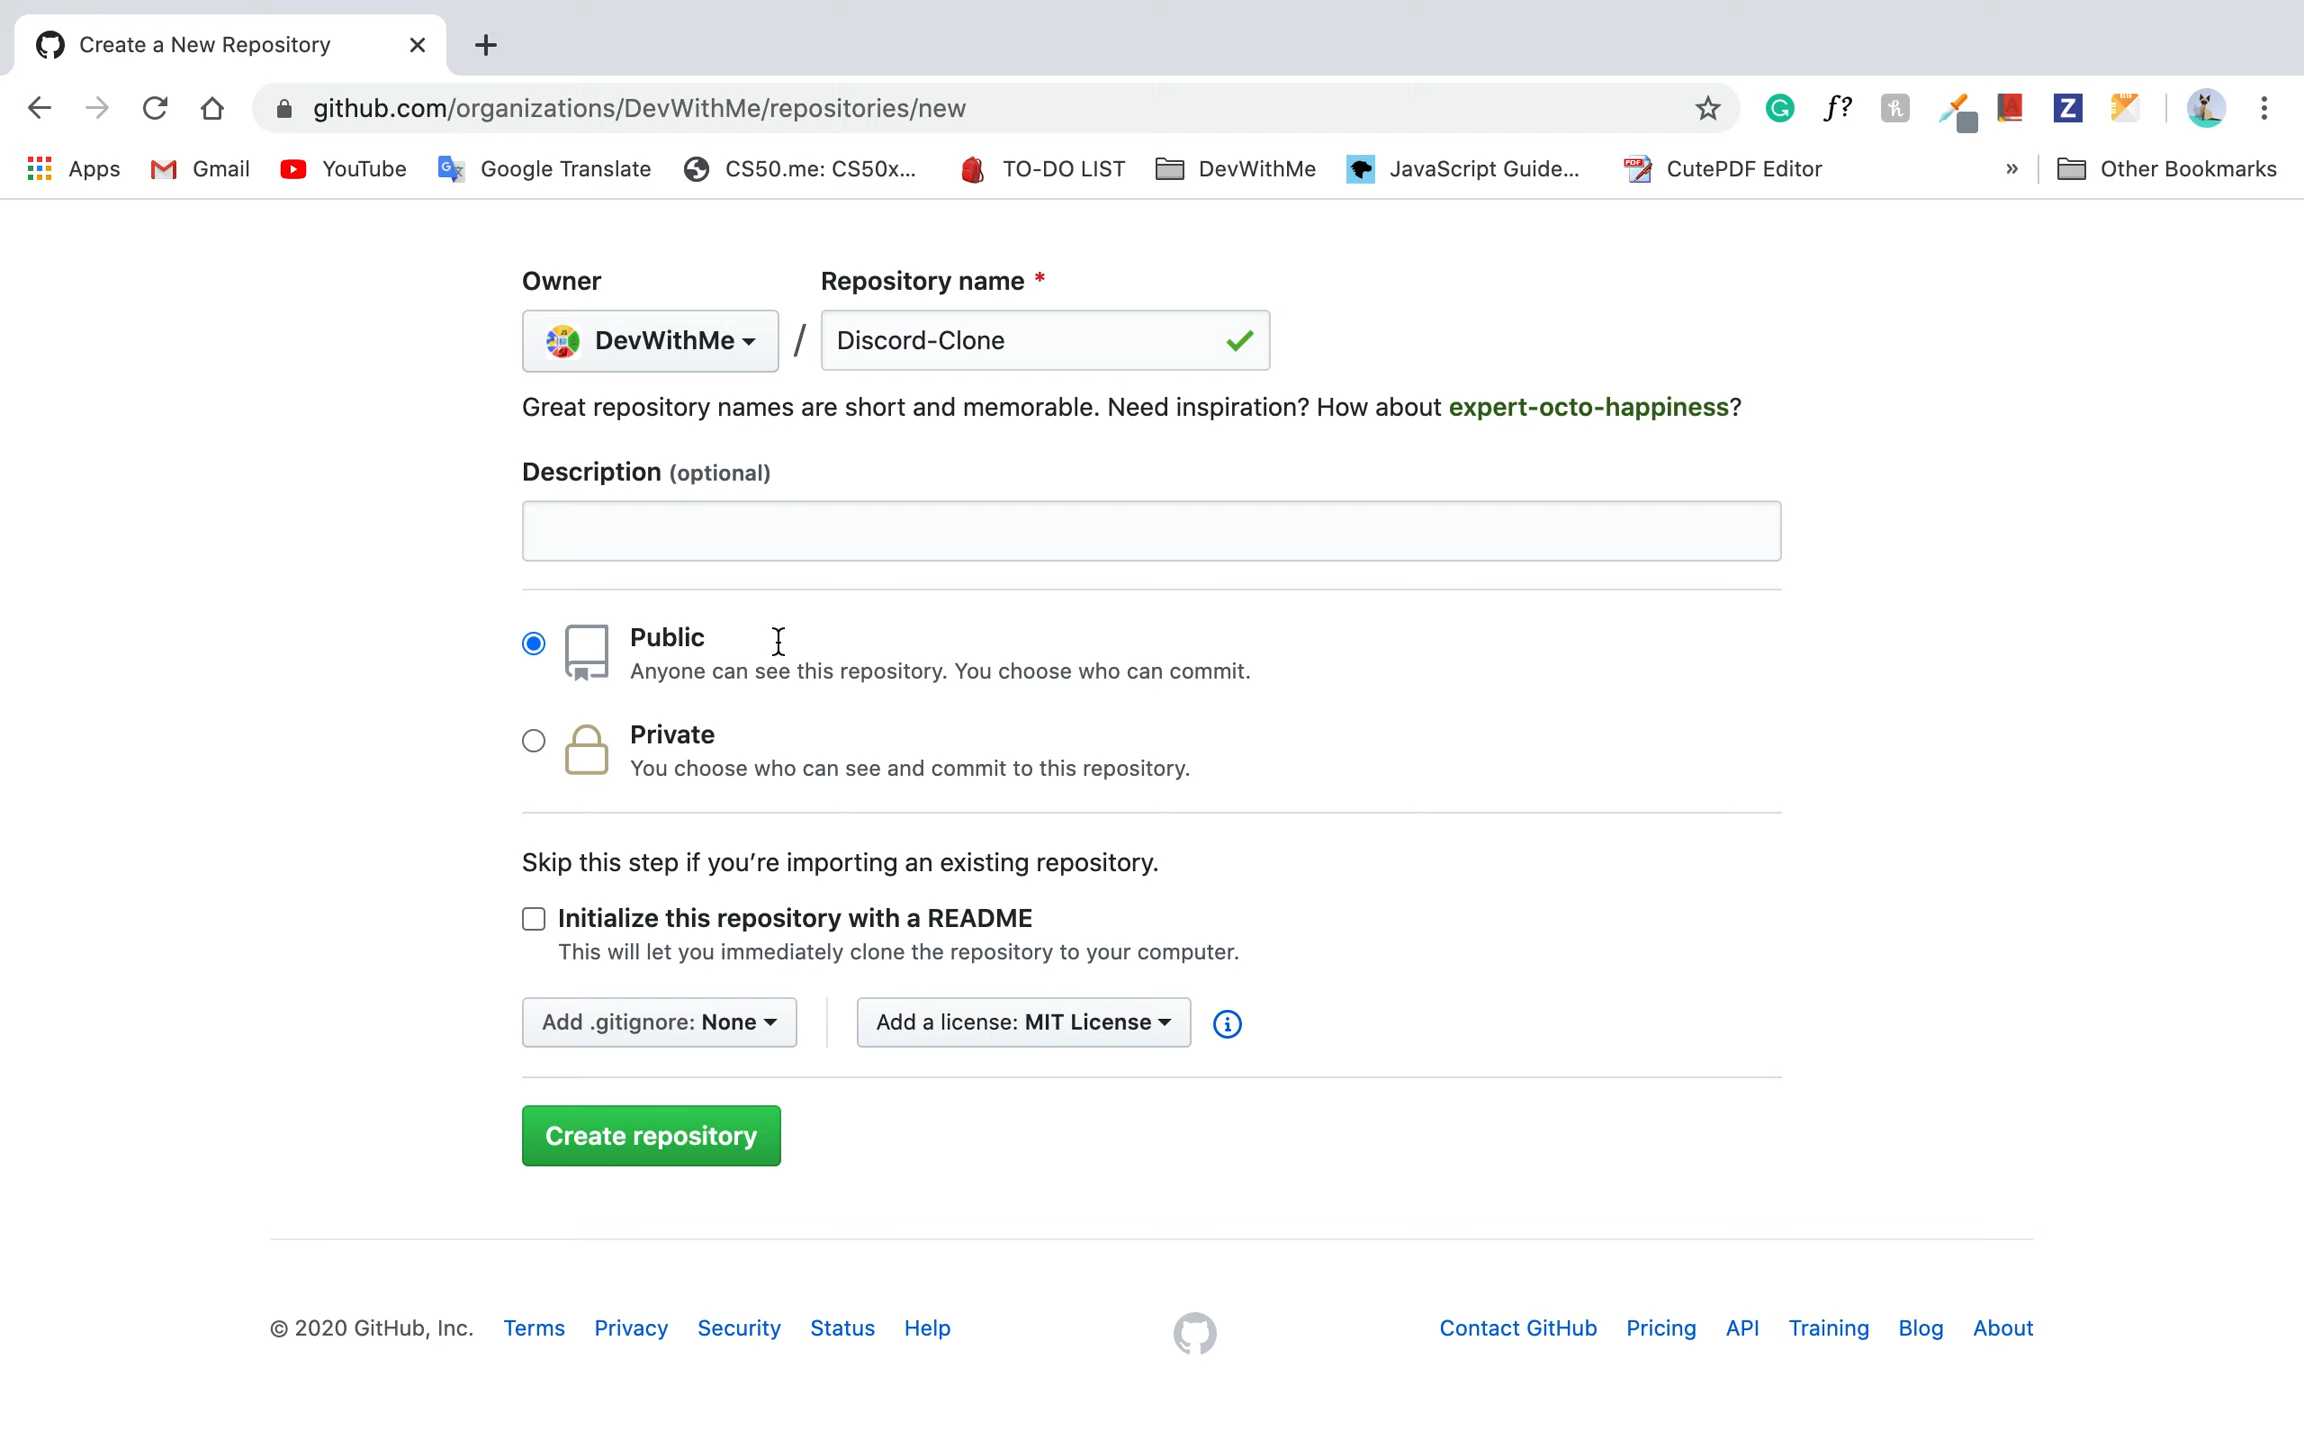 Create a New Repository
github.com/organizations/DevWithMe/repositories/new
Apps Gmail YouTube Google Translate CS50.me: CS50x... TO-DO LIST DevWithMe JavaScript Guide... CutePDF Editor » Other Bookmarks
Owner Repository name *
DevWithMe / Discord-Clone
Great repository names are short and memorable. Need inspiration? How about expert-octo-happiness?
Description (optional)
Public
Anyone can see this repository. You choose who can commit.
Private
You choose who can see and commit to this repository.
Skip this step if you’re importing an existing repository.
Initialize this repository with a README
This will let you immediately clone the repository to your computer.
Add .gitignore: None Add a license: MIT License
Create repository
© 2020 GitHub, Inc. Terms Privacy Security Status Help Contact GitHub Pricing API Training Blog About